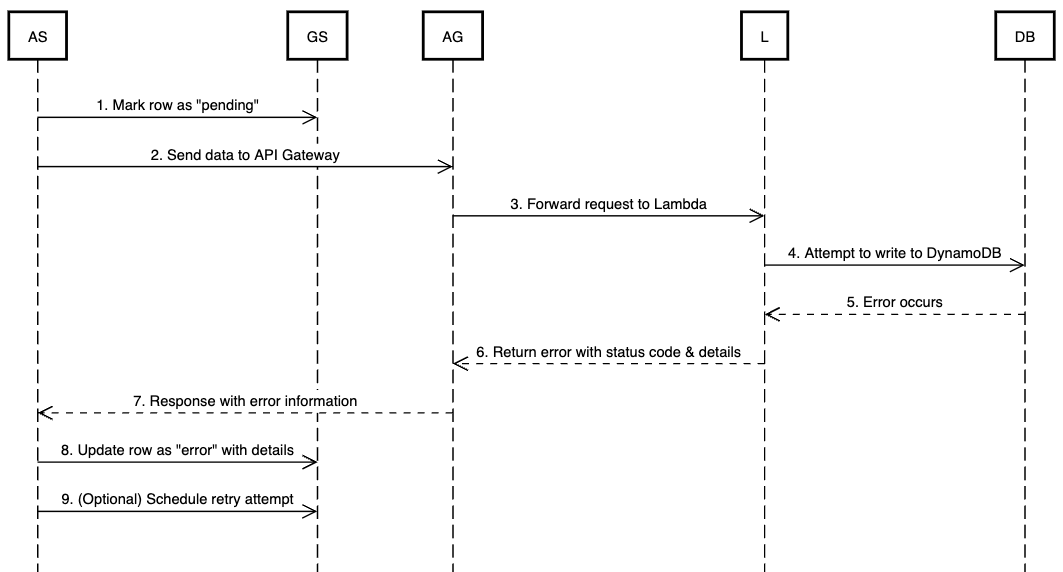 AS
GS
AG
L
DB
1. Mark row as "pending"
2. Send data to API Gateway
3. Forward request to Lambda
4. Attempt to write to DynamoDB
5. Error occurs
6. Return error with status code & details
7. Response with error information
8. Update row as "error" with details
9. (Optional) Schedule retry attempt